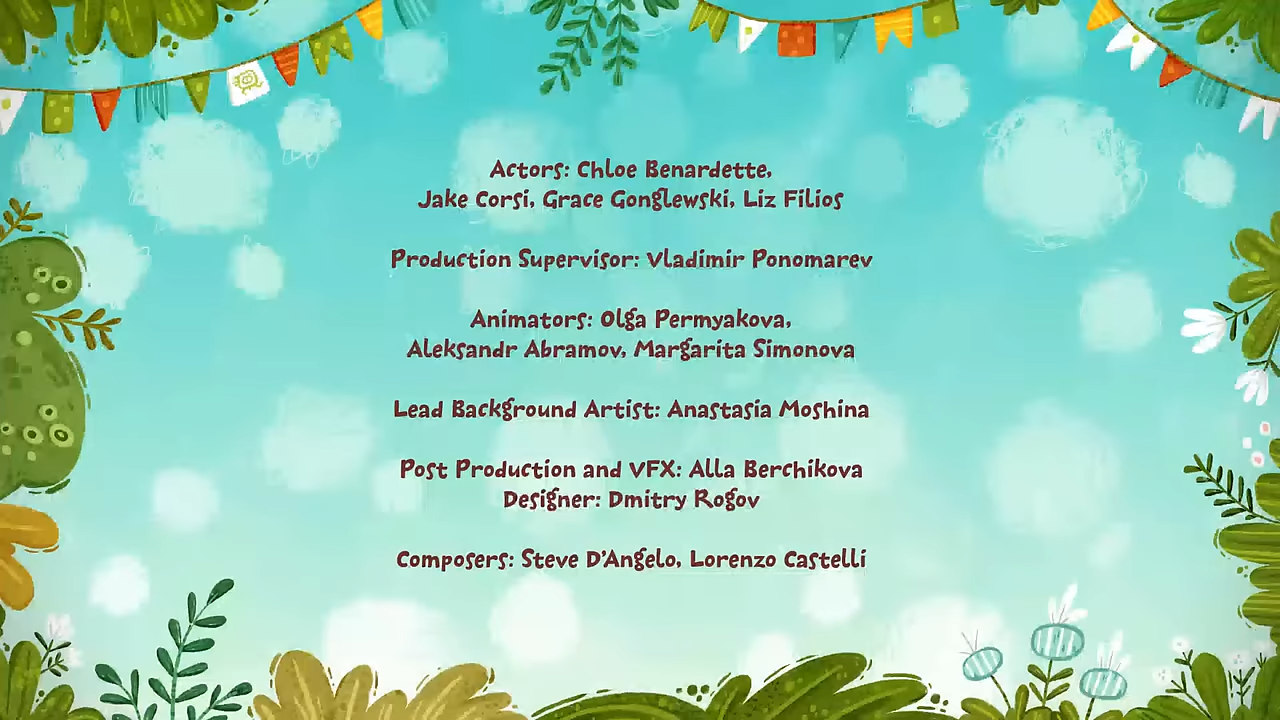 Actors: Chloe Benardette,
Jake Corsi, Grace Gonglewski, Liz Filios
Production Supervisor: Vladimir Ponomarev
Animators: Olga Permyakova,
Aleksandr Abramov, Margarita Simonova
Lead Background Artist: Anastasia Moshina
Post Production and VFX: Alla Berchikova
Designer: Dmitry Rogov
Composers: Steve D'Angelo, Lorenzo Castelli